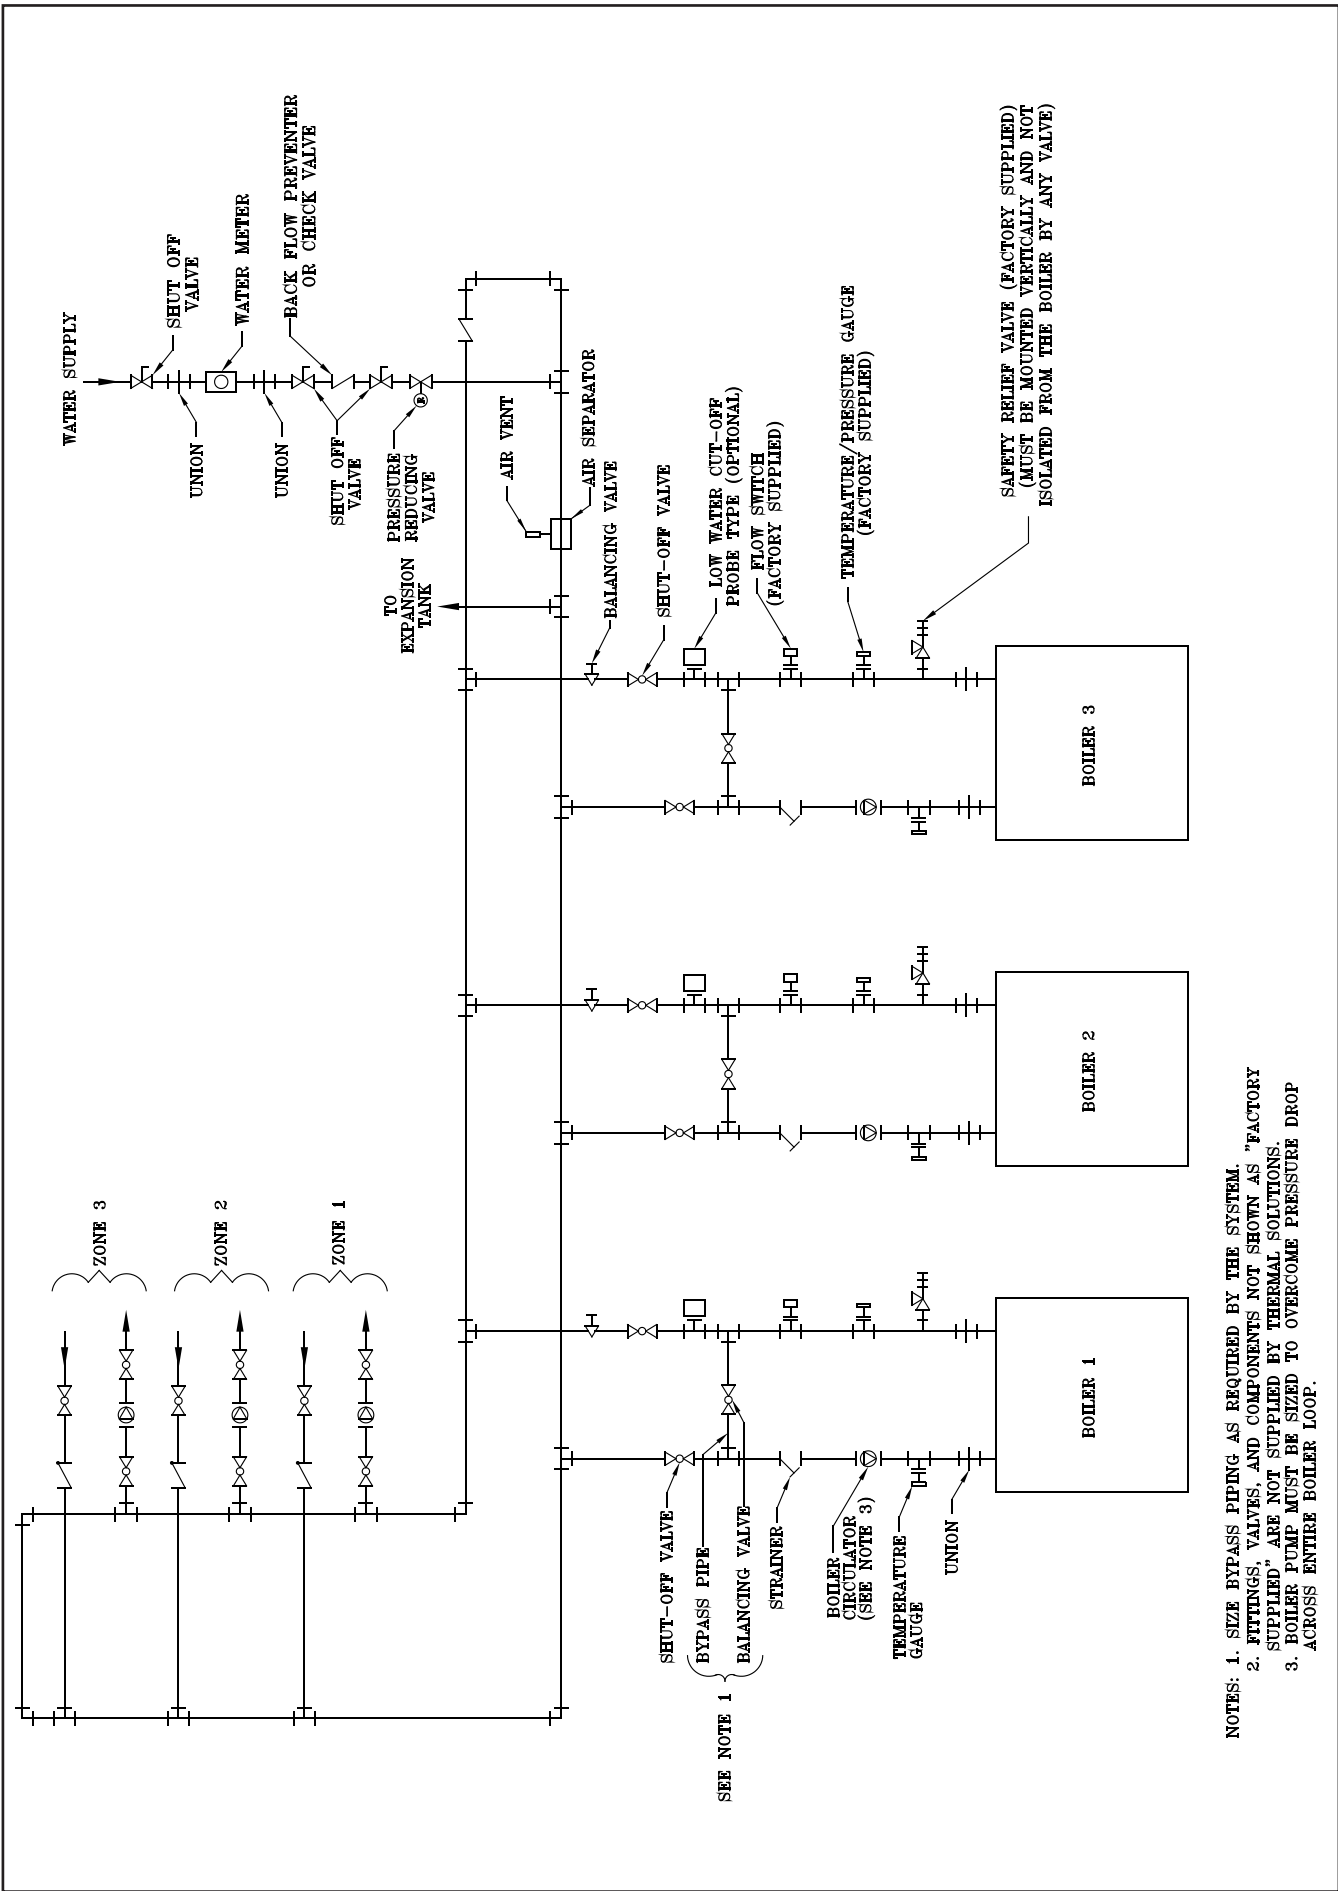 WATER SUPPLY
SHUT OFF
VALVE
WATER METER
BACK FLOW PREVENTER
OR CHECK VALVE
UNION
UNION
SHUT OFF
VALVE
PRESSURE
REDUCING
VALVE
TO
EXPANSION
TANK
AIR VENT
AIR SEPARATOR
BALANCING VALVE
SHUT-OFF VALVE
LOW WATER CUT-OFF
PROBE TYPE (OPTIONAL)
FLOW SWITCH
(FACTORY SUPPLIED)
TEMPERATURE/PRESSURE GAUGE
(FACTORY SUPPLIED)
SAFETY RELIEF VALVE (FACTORY SUPPLIED)
(MUST BE MOUNTED VERTICALLY AND NOT
ISOLATED FROM THE BOILER BY ANY VALVE)
ZONE 3
ZONE 2
ZONE 1
BOILER 3
BOILER 2
BOILER 1
SHUT-OFF VALVE
BYPASS PIPE
BALANCING VALVE
SEE NOTE 1
STRAINER
BOILER
CIRCULATOR
(SEE NOTE 3)
TEMPERATURE
GAUGE
UNION
NOTES: 1. SIZE BYPASS PIPING AS REQUIRED BY THE SYSTEM.
2. FITTINGS, VALVES, AND COMPONENTS NOT SHOWN AS "FACTORY
SUPPLIED" ARE NOT SUPPLIED BY THERMAL SOLUTIONS.
3. BOILER PUMP MUST BE SIZED TO OVERCOME PRESSURE DROP
ACROSS ENTIRE BOILER LOOP.